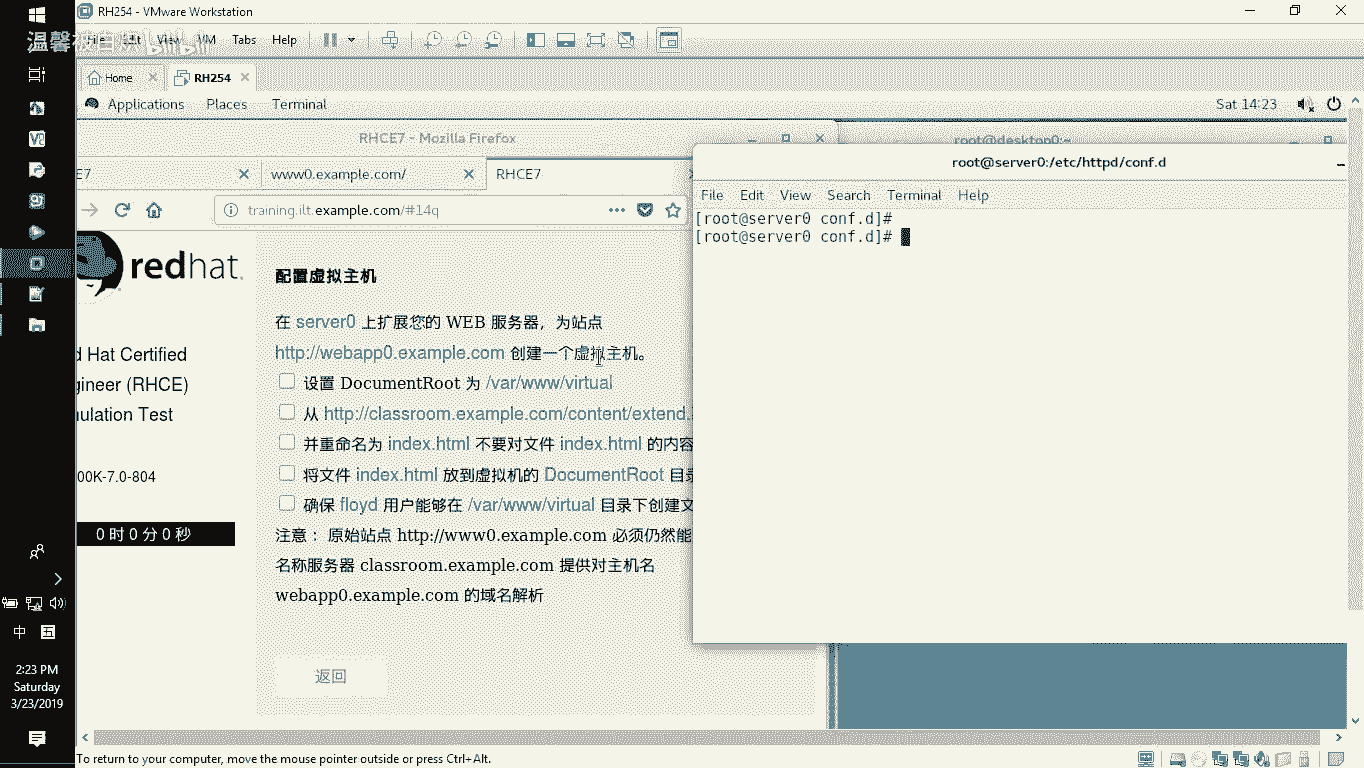 RH254 - VMware Workstation
File Edit View VM Tabs Help
Home
RH254
Applications Places Terminal
Sat 14:23
RHCE7 - Mozilla Firefox
root@desktop0:~
E7
www0.example.com/
RHCE7
root@server0:/etc/httpd/conf.d
training.ilt.example.com/#14q
File Edit View Search Terminal Help
[root@server0 conf.d]#
[root@server0 conf.d]#
redhat.
配置虚拟主机
在 server0 上扩展您的 WEB 服务器，为站点
http://webapp0.example.com 创建一个虚拟主机。
设置 DocumentRoot 为 /var/www/virtual
从 http://classroom.example.com/content/extend.
并重命名为 index.html 不要对文件 index.html 的内容
将文件 index.html 放到虚拟机的 DocumentRoot 目录
确保 floyd 用户能够在 /var/www/virtual 目录下创建文
注意： 原始站点 http://www0.example.com 必须仍然能
名称服务器 classroom.example.com 提供对主机名
webapp0.example.com 的域名解析
返回
d Hat Certified
gineer (RHCE)
nulation Test
00K-7.0-804
0 时 0 分 0 秒
中
五
2:23 PM
Saturday
3/23/2019
To return to your computer, move the mouse pointer outside or press Ctrl+Alt.